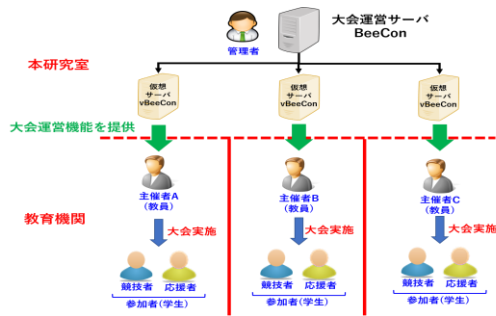 大会運営サーバ
BeeCon
管理者
本研究室
仮想
サーバ
vBeeCon
仮想
サーバ
vBeeCon
仮想
サーバ
vBeeCon
大会運営機能を提供
主催者A
(教員)
主催者B
(教員)
主催者C
(教員)
教育機関
大会実施
大会実施
大会実施
競技者 応援者
競技者 応援者
競技者 応援者
参加者(学生)
参加者(学生)
参加者(学生)